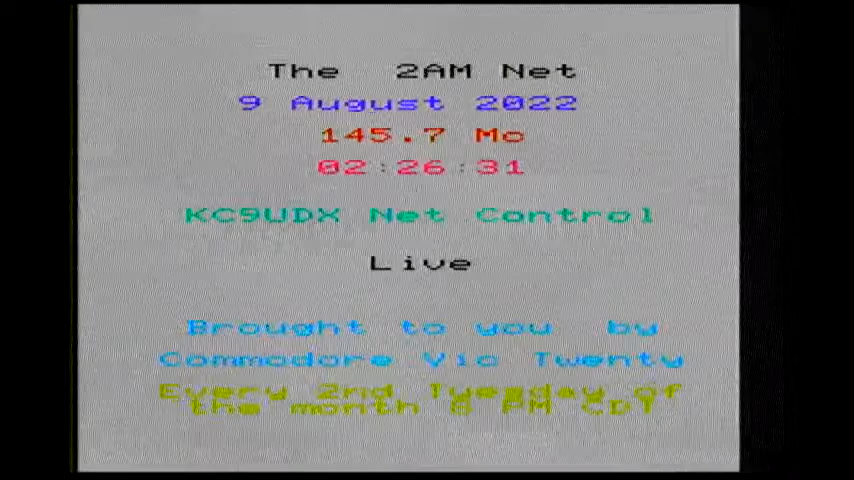 The 2AM Net
9 August 2022
145.7 Mo
02:26:31
KC9UDX Net Control
Live
Brought to you by
Commodore Vic Twenty
Every 2nd Tuesday of
the month 8 PM CDT